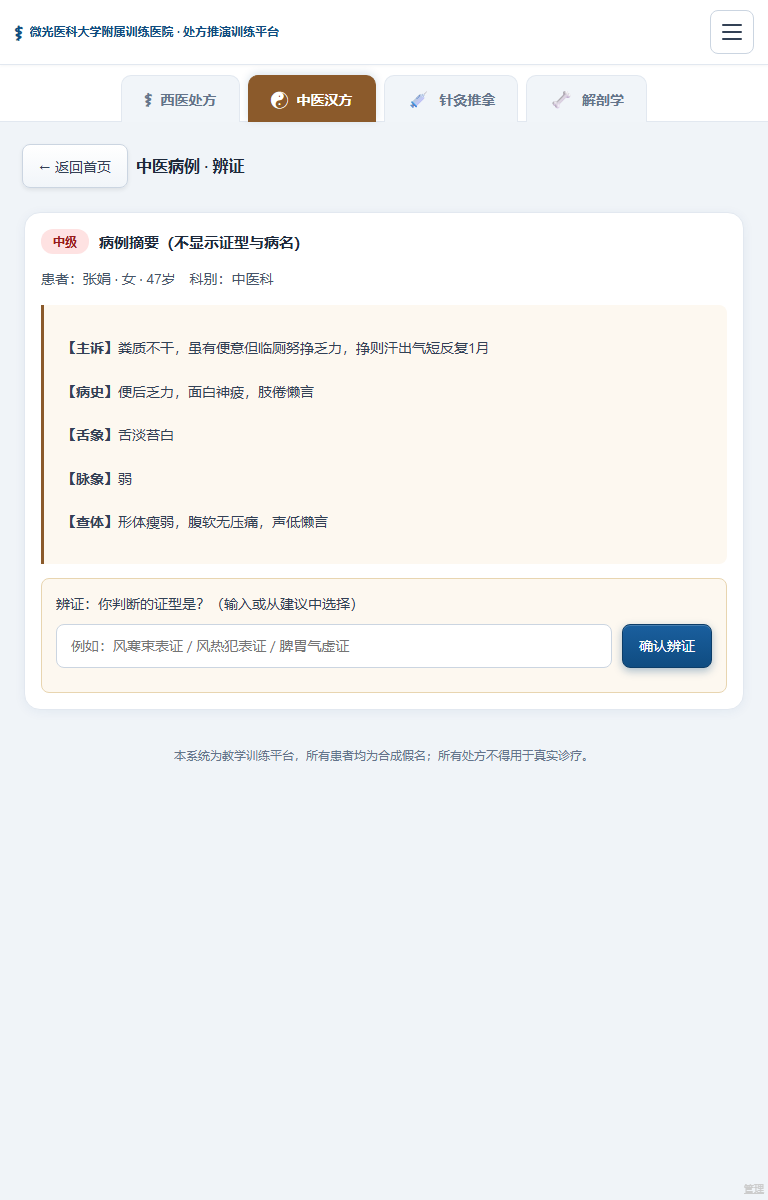 微光医科大学附属训练医院 · 处方推演训练平台
西医处方
中医汉方
针灸推拿
解剖学
← 返回首页
中医病例 · 辨证
中级
病例摘要（不显示证型与病名）
患者：张娟 · 女 · 47岁 科别：中医科
【主诉】粪质不干，虽有便意但临厕努挣乏力，挣则汗出气短反复1月
【病史】便后乏力，面白神疲，肢倦懒言
【舌象】舌淡苔白
【脉象】弱
【查体】形体瘦弱，腹软无压痛，声低懒言
辨证：你判断的证型是？（输入或从建议中选择）
例如：风寒束表证 / 风热犯表证 / 脾胃气虚证
确认辨证
本系统为教学训练平台，所有患者均为合成假名；所有处方不得用于真实诊疗。
管理